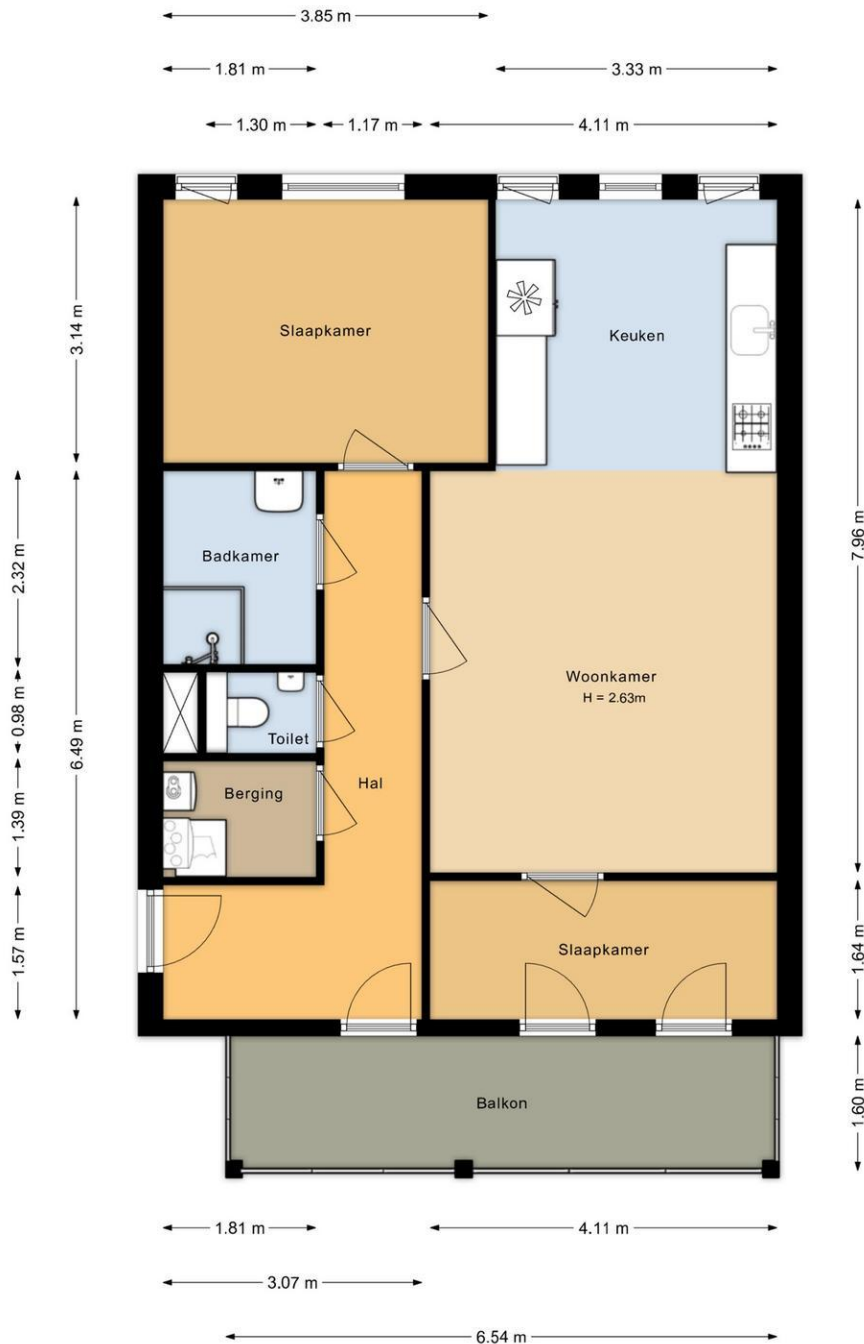 3.85 m
1.81 m
3.33 m
1.30 m
1.17 m
4.11 m
3.14 m
Slaapkamer
Keuken
2.32 m
Badkamer
7.96 m
0.98 m
6.49 m
Woonkamer
H = 2.63m
Toilet
Hal
1.39 m
Berging
1.57 m
Slaapkamer
1.64 m
Balkon
1.60 m
1.81 m
4.11 m
3.07 m
6.54 m